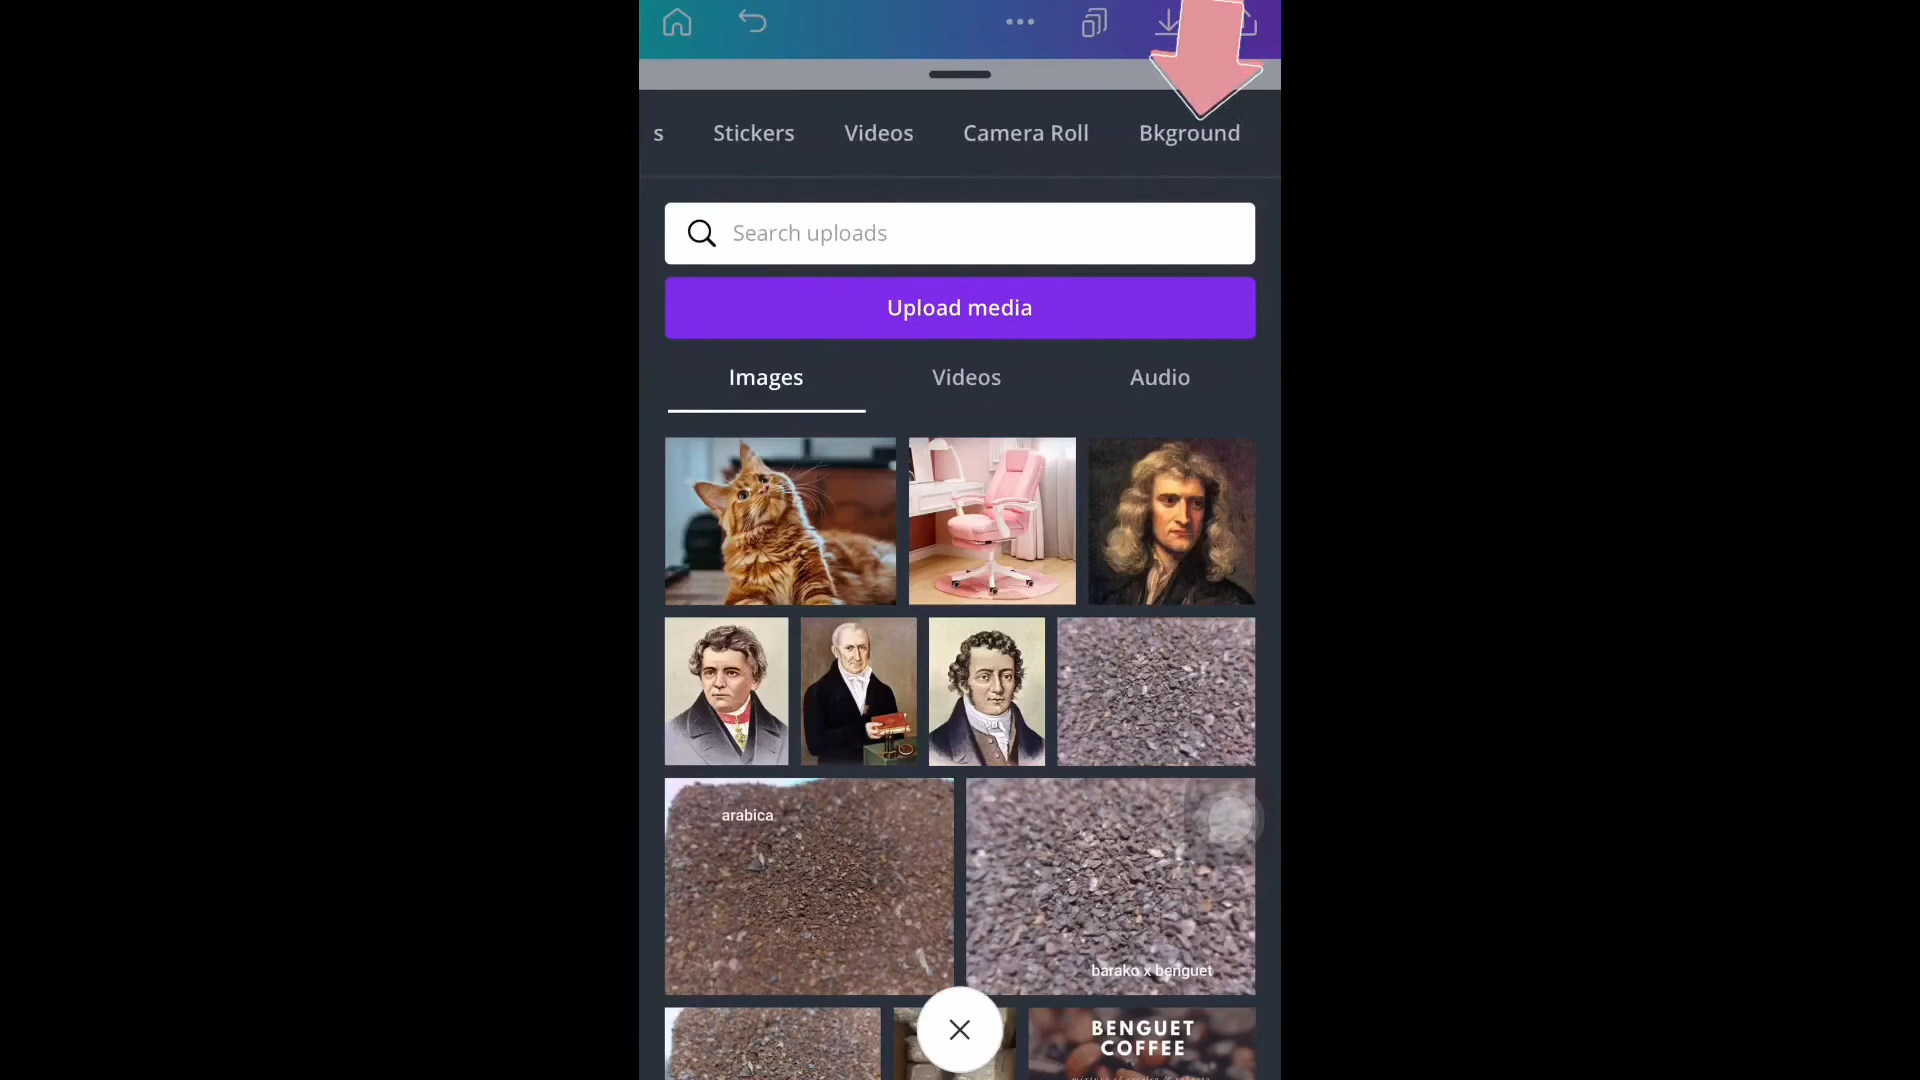 s Stickers Videos Camera Roll Bkground
Search uploads
Upload media
Images Videos Audio
arabica
barako x benguet
BENGUET
COFFEE